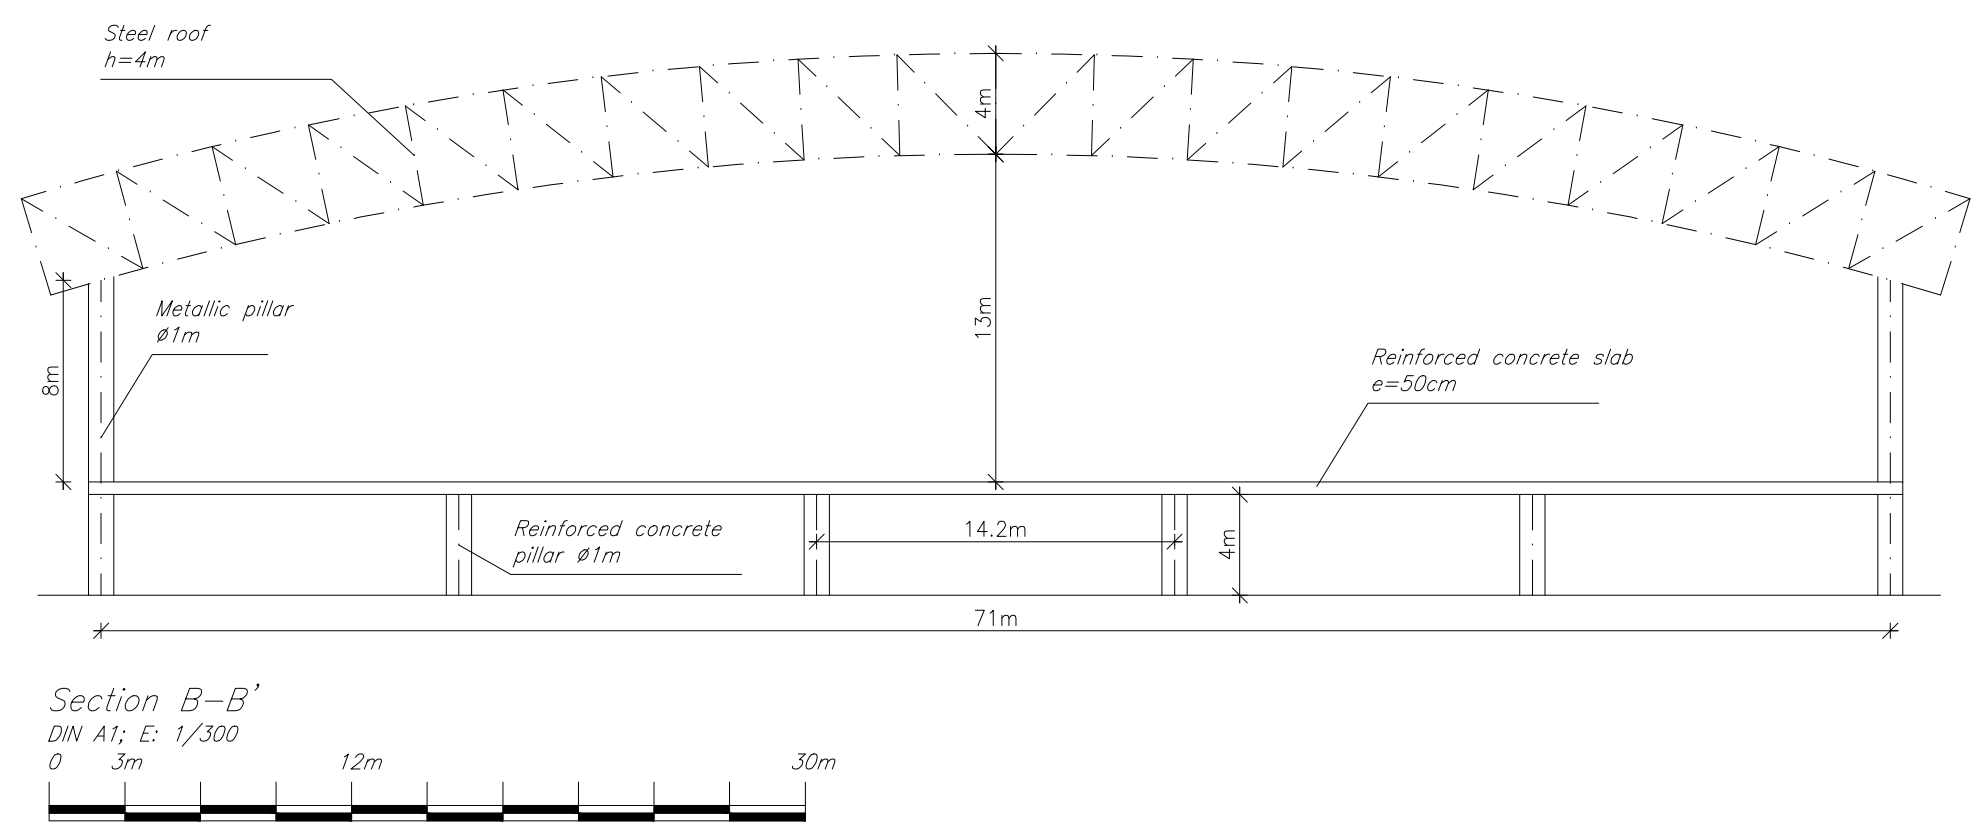 Steel roof
h=4m
4m
Metallic pillar
ø1m
13m
8m
Reinforced concrete slab
e=50cm
Reinforced concrete
pillar ø1m
14.2m
4m
71m
Section B-B'
DIN A1; E: 1/300
0 3m 12m 30m